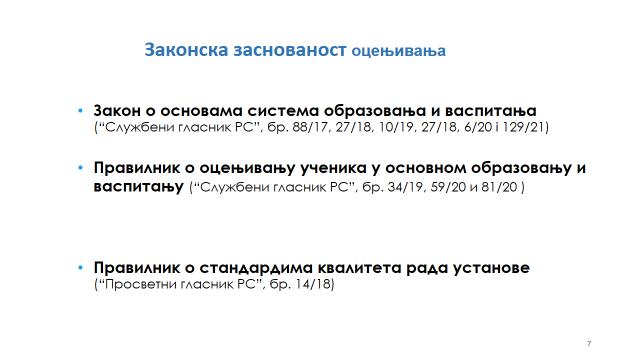 Законска заснованост оцењивања
• Закон о основама система образовања и васпитања
(“Службени гласник РС”, бр. 88/17, 27/18, 10/19, 27/18, 6/20 i 129/21)
• Правилник о оцењивању ученика у основном образовању и
васпитању (“Службени гласник РС”, бр. 34/19, 59/20 и 81/20 )
• Правилник о стандардима квалитета рада установе
(“Просветни гласник РС”, бр. 14/18)
7